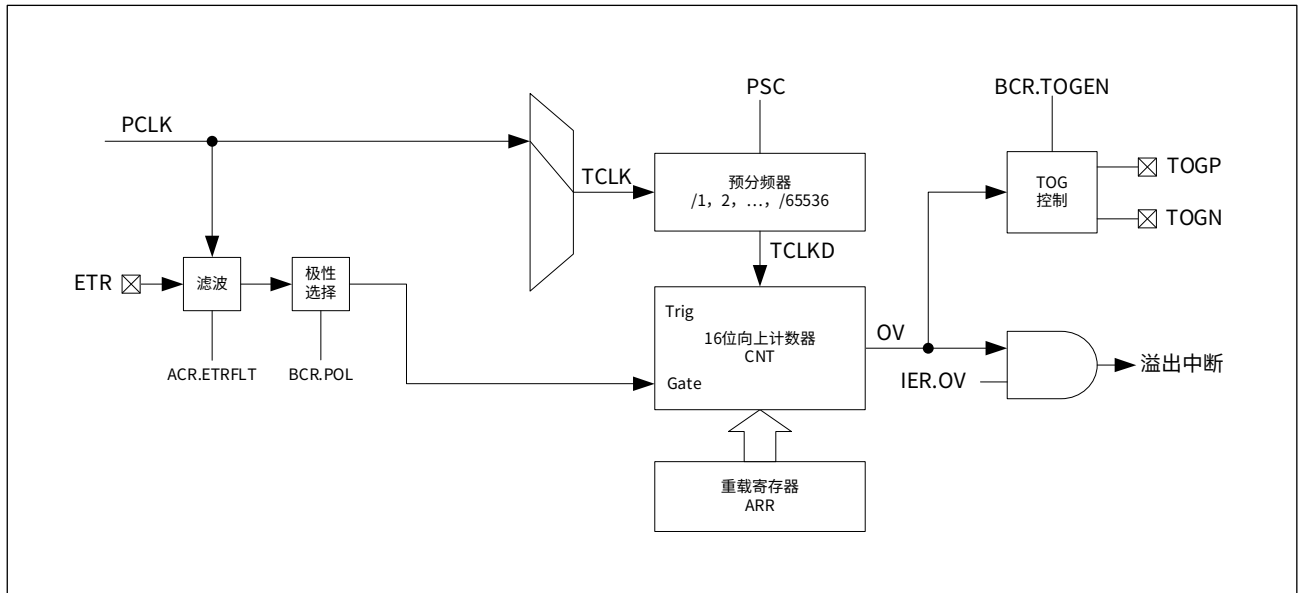 PSC
BCR.TOGEN
PCLK
TCLK
预分频器
/1，2，…，/65536
TOG
控制
TOGP
TOGN
TCLKD
ETR
滤波
极性
选择
Trig
16位向上计数器
CNT
Gate
OV
IER.OV
溢出中断
ACR.ETRFLT
BCR.POL
重载寄存器
ARR